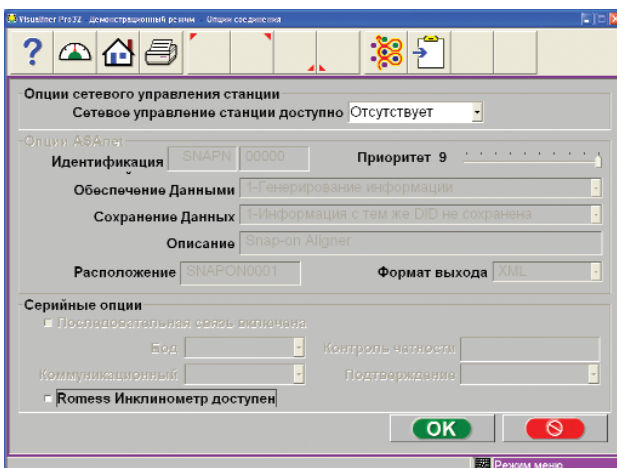 Visualiner Pro32 - Демонстрационный режим - Опции соединения
?
Опции сетевого управления станции
Сетевое управление станции доступно Отсутствует
Опции ASAnet
Идентификация SNAPN 00000 Приоритет 9
Обеспечение Данными 1-Генерирование информации
Сохранение Данных 1-Информация с тем же DID не сохранена
Описание Snap-on Aligner
Расположение SNAPON0001 Формат выхода XML
Серийные опции
Последовательная связь включена
Бод Контроль четности
Коммуникационный Подтверждение
Romess Инклинометр доступен
OK
Режим меню